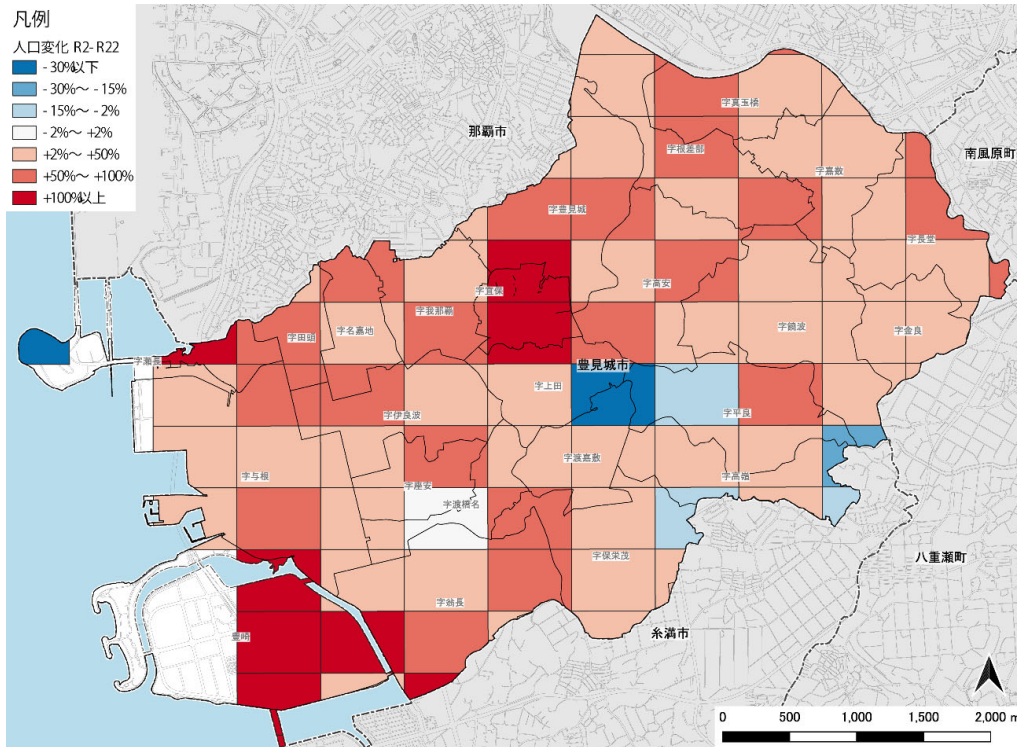 凡例
人口変化 R2-R22
-30%以下
-30%～-15%
-15%～-2%
-2%～+2%
+2%～+50%
+50%～+100%
+100%以上
那覇市
南風原町
字真玉橋
字根差部
字嘉数
字豊見城
字長堂
字高安
字宜保
字我那覇
字田頭
字名嘉地
字饒波
字金良
字瀬長
豊見城市
字上田
字平良
字伊良波
字渡嘉敷
字与根
字座安
字高嶺
字渡橋名
字保栄茂
八重瀬町
字翁長
糸満市
豊崎
0 500 1,000 1,500 2,000 m